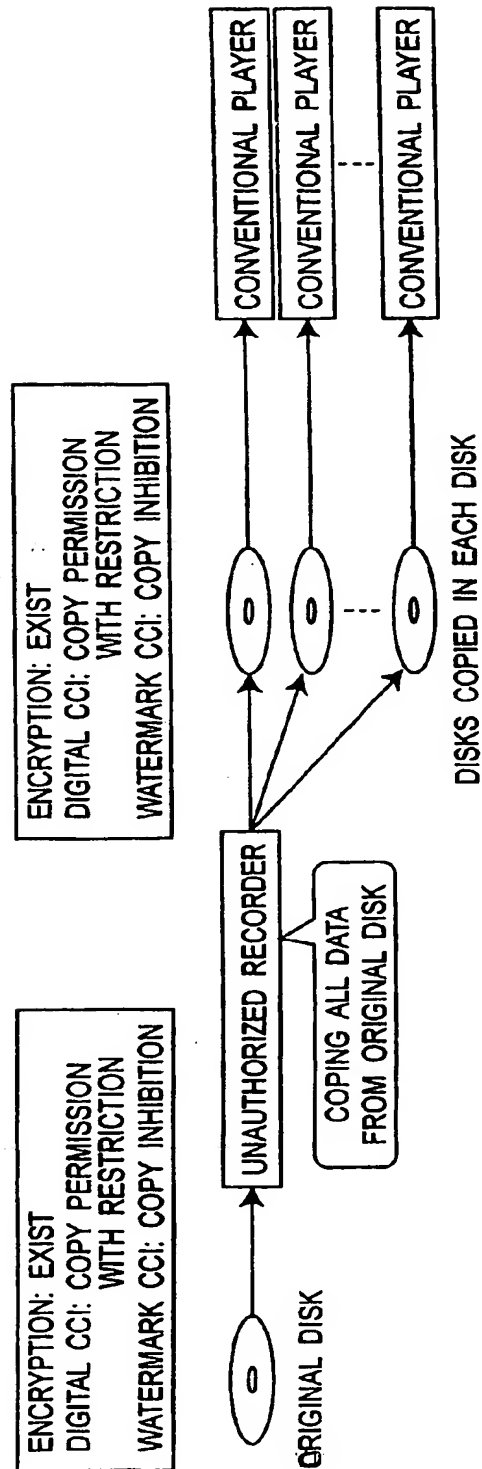 ENCRYPTION: EXIST
DIGITAL CCI: COPY PERMISSION
WITH RESTRICTION
WATERMARK CCI: COPY INHIBITION
ENCRYPTION: EXIST
DIGITAL CCI: COPY PERMISSION
WITH RESTRICTION
WATERMARK CCI: COPY INHIBITION
ORIGINAL DISK
UNAUTHORIZED RECORDER
COPING ALL DATA
FROM ORIGINAL DISK
CONVENTIONAL PLAYER
CONVENTIONAL PLAYER
CONVENTIONAL PLAYER
DISKS COPIED IN EACH DISK